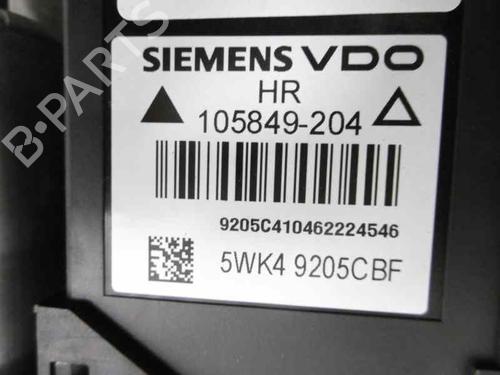 SIEMENS VDO
HR
105849-204
9205C410462224546
5WK4 9205CBF
B-PARTS